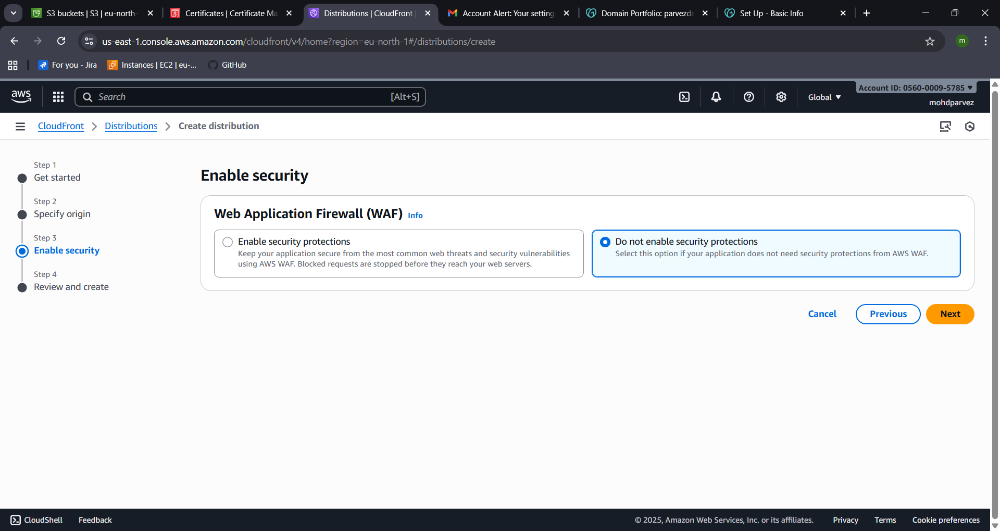 S3 buckets | S3 | eu-north-
Certificates | Certificate Ma
Distributions | CloudFront |
Account Alert: Your setting
Domain Portfolio: parvezde
Set Up - Basic Info
us-east-1.console.aws.amazon.com/cloudfront/v4/home?region=eu-north-1#/distributions/create
m
For you - Jira
Instances | EC2 | eu-...
GitHub
aws
Search
[Alt+S]
Global
Account ID: 0560-0009-5785
mohdparvez
CloudFront
Distributions
Create distribution
Step 1
Get started
Step 2
Specify origin
Step 3
Enable security
Step 4
Review and create
Enable security
Web Application Firewall (WAF) Info
Enable security protections
Keep your application secure from the most common web threats and security vulnerabilities
using AWS WAF. Blocked requests are stopped before they reach your web servers.
Do not enable security protections
Select this option if your application does not need security protections from AWS WAF.
Cancel
Previous
Next
CloudShell
Feedback
© 2025, Amazon Web Services, Inc. or its affiliates.
Privacy
Terms
Cookie preferences